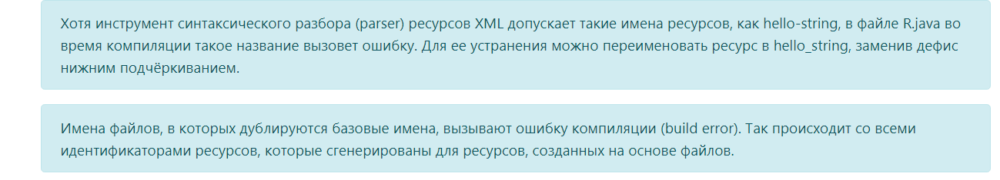 Хотя инструмент синтаксического разбора (parser) ресурсов XML допускает такие имена ресурсов, как hello-string, в файле R.java во
время компиляции такое название вызовет ошибку. Для ее устранения можно переименовать ресурс в hello_string, заменив дефис
нижним подчёркиванием.
Имена файлов, в которых дублируются базовые имена, вызывают ошибку компиляции (build error). Так происходит со всеми
идентификаторами ресурсов, которые сгенерированы для ресурсов, созданных на основе файлов.